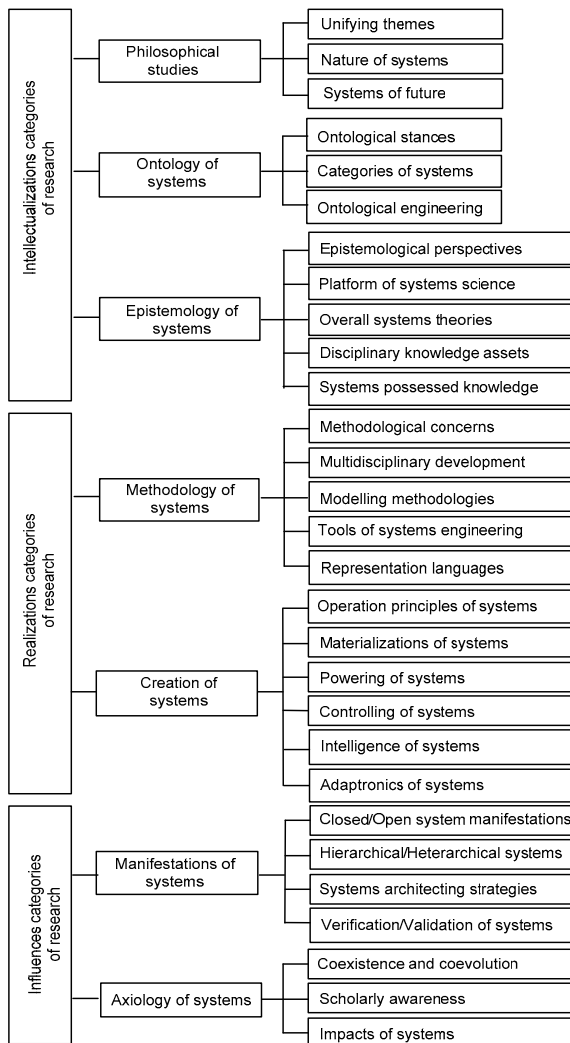 Intellectualizations categories
of research
Philosophical
studies
Unifying themes
Nature of systems
Systems of future
Ontology of
systems
Ontological stances
Categories of systems
Ontological engineering
Epistemology of
systems
Epistemological perspectives
Platform of systems science
Overall systems theories
Disciplinary knowledge assets
Systems possessed knowledge
Realizations categories
of research
Methodology of
systems
Methodological concerns
Multidisciplinary development
Modelling methodologies
Tools of systems engineering
Representation languages
Creation of
systems
Operation principles of systems
Materializations of systems
Powering of systems
Controlling of systems
Intelligence of systems
Adaptronics of systems
Influences categories
of research
Manifestations of
systems
Closed/Open system manifestations
Hierarchical/Heterarchical systems
Systems architecting strategies
Verification/Validation of systems
Axiology of systems
Coexistence and coevolution
Scholarly awareness
Impacts of systems